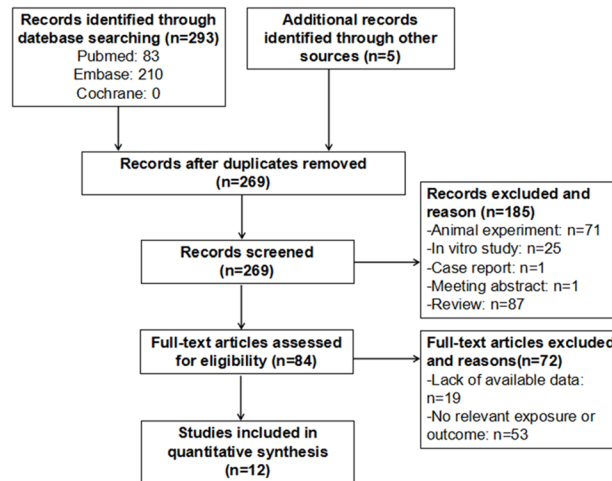 Records identified through
datebase searching (n=293)
Pubmed: 83
Embase: 210
Cochrane: 0
Additional records
identified through other
sources (n=5)
Records after duplicates removed
(n=269)
Records screened
(n=269)
Records excluded and
reason (n=185)
-Animal experiment: n=71
-In vitro study: n=25
-Case report: n=1
-Meeting abstract: n=1
-Review: n=87
Full-text articles assessed
for eligibility (n=84)
Full-text articles excluded
and reasons(n=72)
-Lack of available data:
n=19
-No relevant exposure or
outcome: n=53
Studies included in
quantitative synthesis
(n=12)